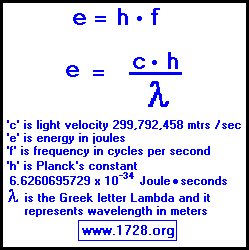 e = h • f
e = c • h / λ
'c' is light velocity 299,792,458 mtrs /sec
'e' is energy in joules
'f' is frequency in cycles per second
'h' is Planck's constant
6.6260695729 x 10⁻³⁴ Joule•seconds
λ is the Greek letter Lambda and it
represents wavelength in meters
www.1728.org